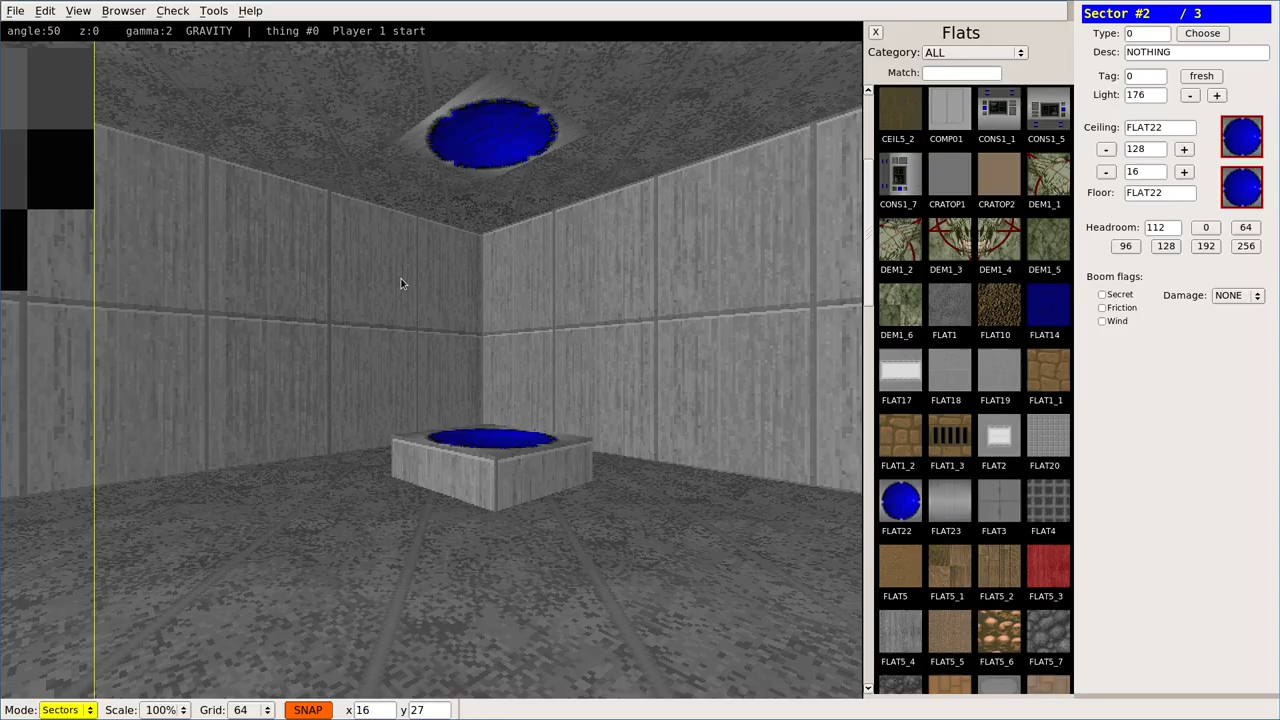 File Edit View Browser Check Tools Help
angle:50 z:0 gamma:2 GRAVITY | thing #0 Player 1 start
X Flats
Category: ALL
Match:
CEIL5_2 COMP01 CONS1_1 CONS1_5
CONS1_7 CRATOP1 CRATOP2 DEM1_1
DEM1_2 DEM1_3 DEM1_4 DEM1_5
DEM1_6 FLAT1 FLAT10 FLAT14
FLAT17 FLAT18 FLAT19 FLAT1_1
FLAT1_2 FLAT1_3 FLAT2 FLAT20
FLAT22 FLAT23 FLAT3 FLAT4
FLAT5 FLAT5_1 FLAT5_2 FLAT5_3
FLAT5_4 FLAT5_5 FLAT5_6 FLAT5_7
Sector #2 / 3
Type: 0 Choose
Desc: NOTHING
Tag: 0 fresh
Light: 176 - +
Ceiling: FLAT22
- 128 +
- 16 +
Floor: FLAT22
Headroom: 112 0 64
96 128 192 256
Boom flags:
Secret Damage: NONE
Friction
Wind
Mode: Sectors Scale: 100% Grid: 64 SNAP x 16 y 27